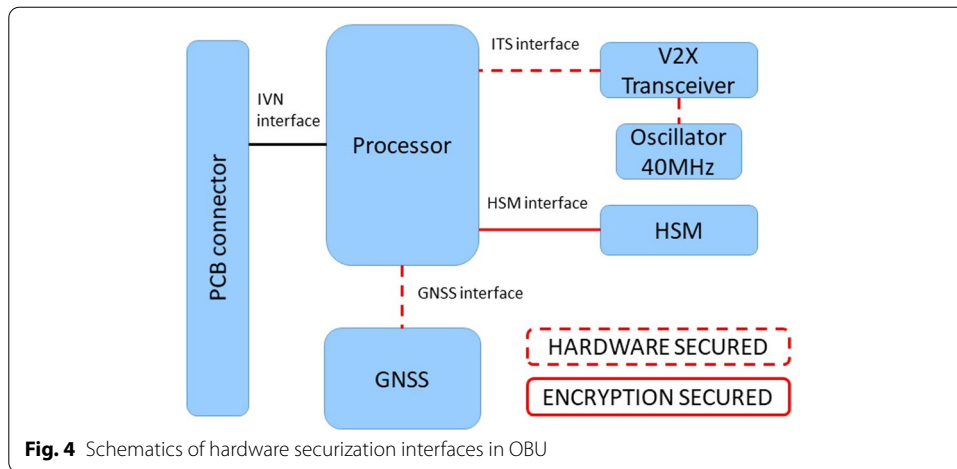 ITS interface
V2X
Transceiver
IVN
interface
Processor
Oscillator
40MHz
PCB connector
HSM interface
HSM
GNSS interface
GNSS
HARDWARE SECURED
ENCRYPTION SECURED
Fig. 4 Schematics of hardware securization interfaces in OBU